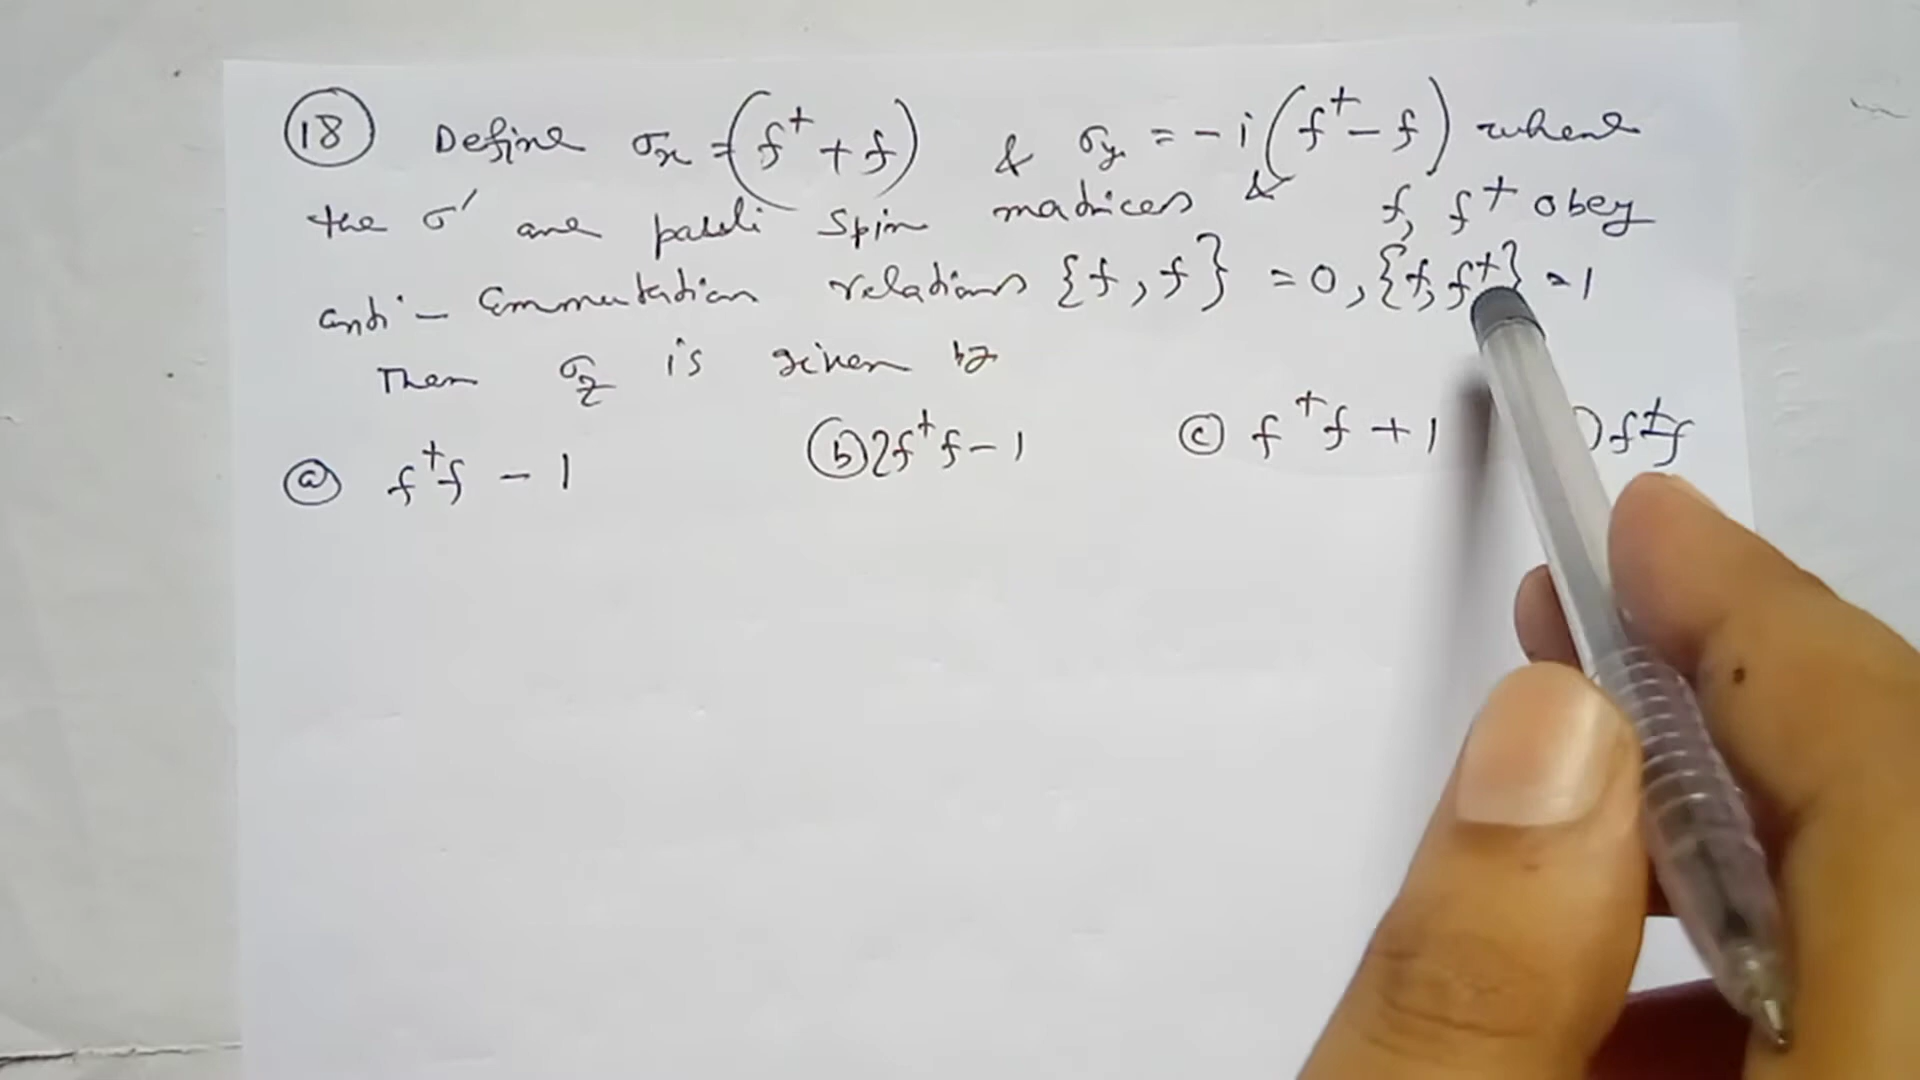 (18) Define σx = (f+ + f) & σy = -i (f+ - f) where
the σ' are pauli spin matrices & f, f+ obey
anti - Commutation relations {f, f} = 0, {f, f+} = 1
Then σz is given by
(a) f+f - 1 (b) 2f+f - 1 (c) f+f + 1 ) f+f